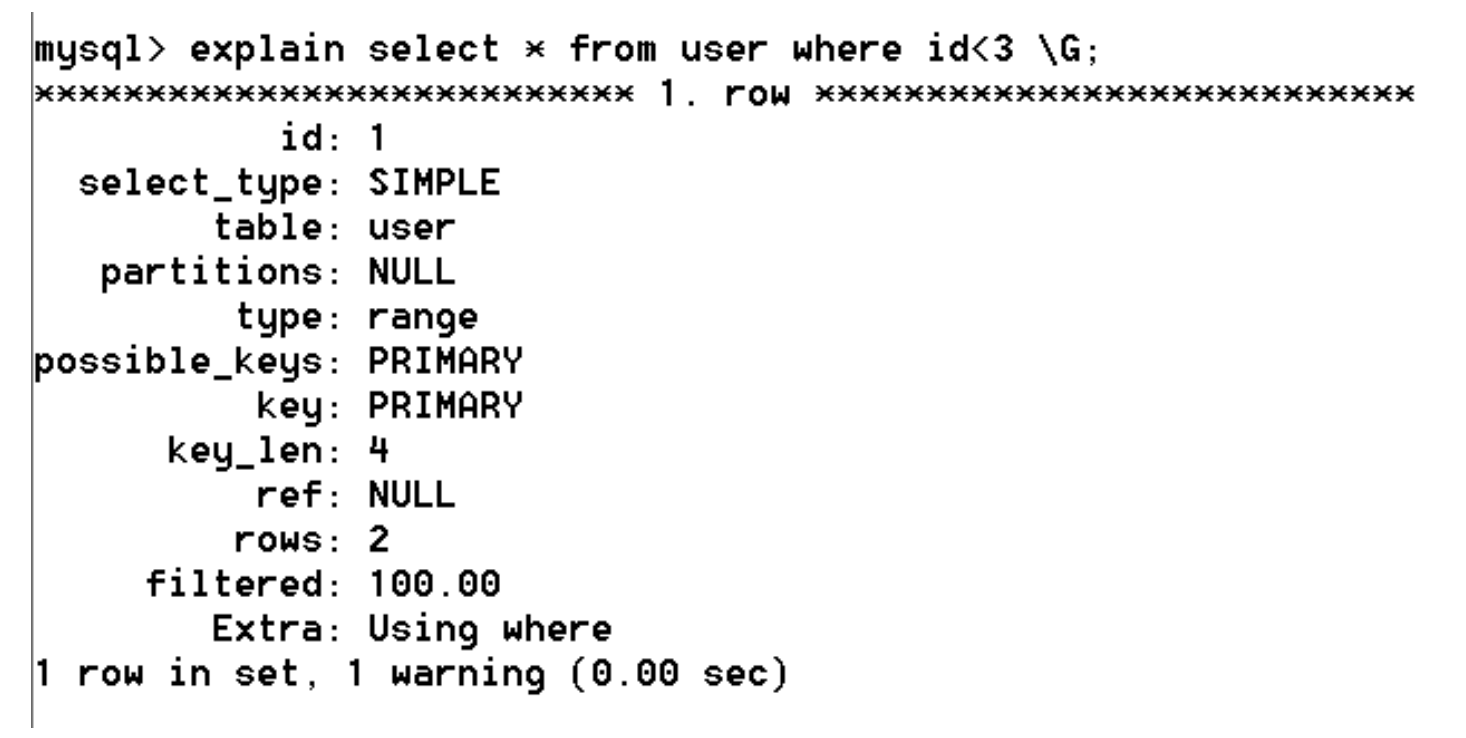 mysql> explain select * from user where id<3 \G;
*************************** 1. row ***************************
id: 1
select_type: SIMPLE
table: user
partitions: NULL
type: range
possible_keys: PRIMARY
key: PRIMARY
key_len: 4
ref: NULL
rows: 2
filtered: 100.00
Extra: Using where
1 row in set, 1 warning (0.00 sec)